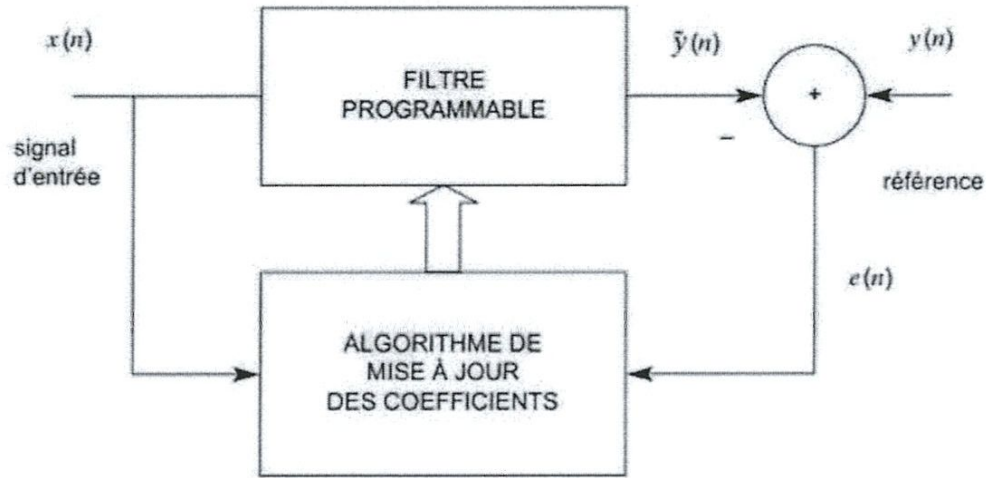 x(n)
FILTRE
PROGRAMMABLE
ỹ(n)
+
y(n)
−
signal
d'entrée
référence
e(n)
ALGORITHME DE
MISE À JOUR
DES COEFFICIENTS